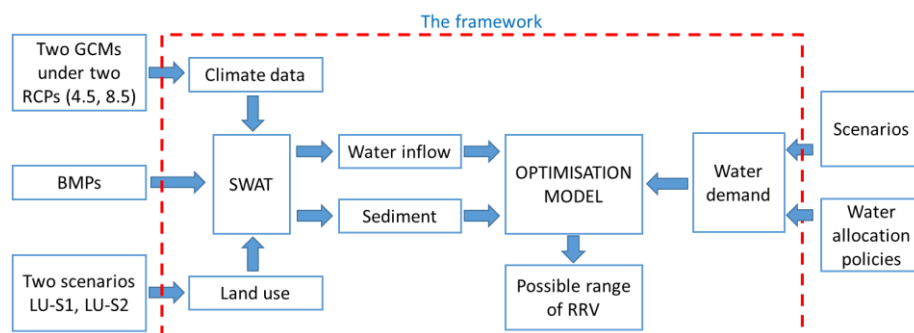 The framework
Two GCMs
under two
RCPs (4.5, 8.5)
Climate data
Scenarios
Water inflow
BMPs
SWAT
OPTIMISATION
MODEL
Water
demand
Sediment
Water
allocation
policies
Two scenarios
LU-S1, LU-S2
Land use
Possible range
of RRV